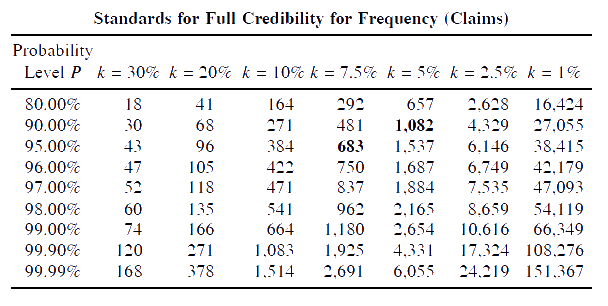 Standards for Full Credibility for Frequency (Claims)
Probability
Level P k = 30% k = 20% k = 10% k = 7.5% k = 5% k = 2.5% k = 1%
80.00% 18 41 164 292 657 2,628 16,424
90.00% 30 68 271 481 1,082 4,329 27,055
95.00% 43 96 384 683 1,537 6,146 38,415
96.00% 47 105 422 750 1,687 6,749 42,179
97.00% 52 118 471 837 1,884 7,535 47,093
98.00% 60 135 541 962 2,165 8,659 54,119
99.00% 74 166 664 1,180 2,654 10,616 66,349
99.90% 120 271 1,083 1,925 4,331 17,324 108,276
99.99% 168 378 1,514 2,691 6,055 24,219 151,367